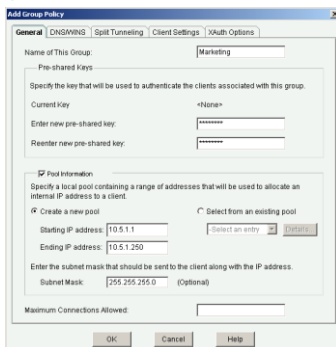 Add Group Policy
General DNS/WINS Split Tunneling Client Settings XAuth Options
Name of This Group: Marketing
Pre-shared Keys
Specify the key that will be used to authenticate the clients associated with this group.
Current Key <None>
Enter new pre-shared key: ********
Reenter new pre-shared key: ********
Pool Information
Specify a local pool containing a range of addresses that will be used to allocate an
internal IP address to a client.
Create a new pool Select from an existing pool
Starting IP address: 10.5.1.1 -Select an entry Details...
Ending IP address: 10.5.1.250
Enter the subnet mask that should be sent to the client along with the IP address.
Subnet Mask: 255.255.255.0 (Optional)
Maximum Connections Allowed:
OK Cancel Help